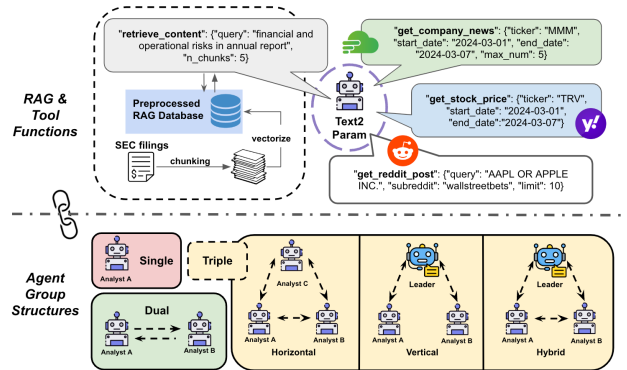 "retrieve_content": {"query": "financial and
operational risks in annual report",
"n_chunks": 5}
"get_company_news": {"ticker": "MMM",
"start_date": "2024-03-01", "end_date":
"2024-03-07", "max_num": 5}
RAG &
Tool
Functions
Preprocessed
RAG Database
vectorize
SEC filings
chunking
Text2
Param
"get_stock_price": {"ticker": "TRV",
"start_date": "2024-03-01",
"end_date":"2024-03-07"}
y!
"get_reddit_post": {"query": "AAPL OR APPLE
INC.", "subreddit": "wallstreetbets", "limit": 10}
Agent
Group
Structures
Single
Analyst A
Triple
Dual
Analyst A
Analyst B
Analyst C
Analyst A
Analyst B
Horizontal
Leader
Analyst A
Analyst B
Vertical
Leader
Analyst A
Analyst B
Hybrid